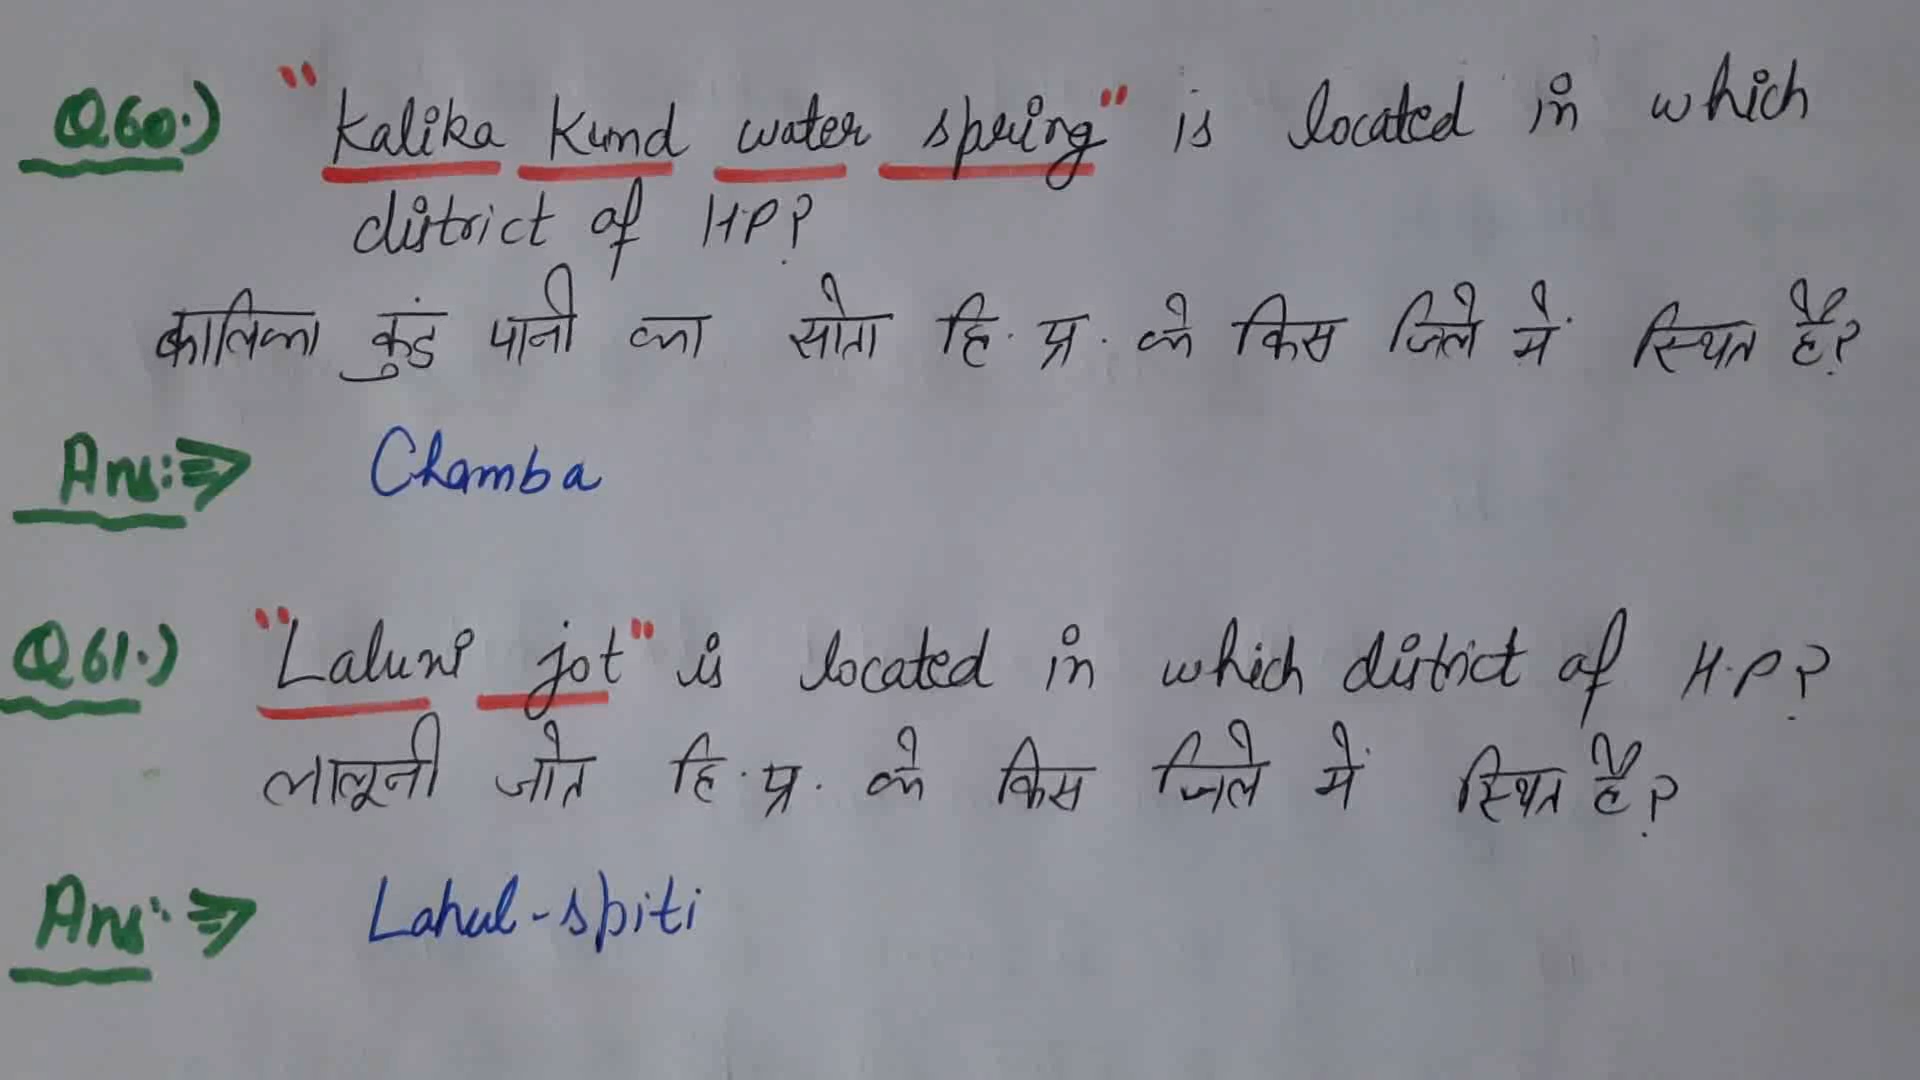 Q60.) "Kalika Kund water spring" is located in which
district of H.P?
कालिका कुंड पानी का सोता हि.प्र. के किस जिले में स्थित है?
Ans:⇒ Chamba
Q61.) "Laluni jot" is located in which district of H.P?
लालूनी जोत हि.प्र. के किस जिले में स्थित है?
Ans:⇒ Lahul-spiti